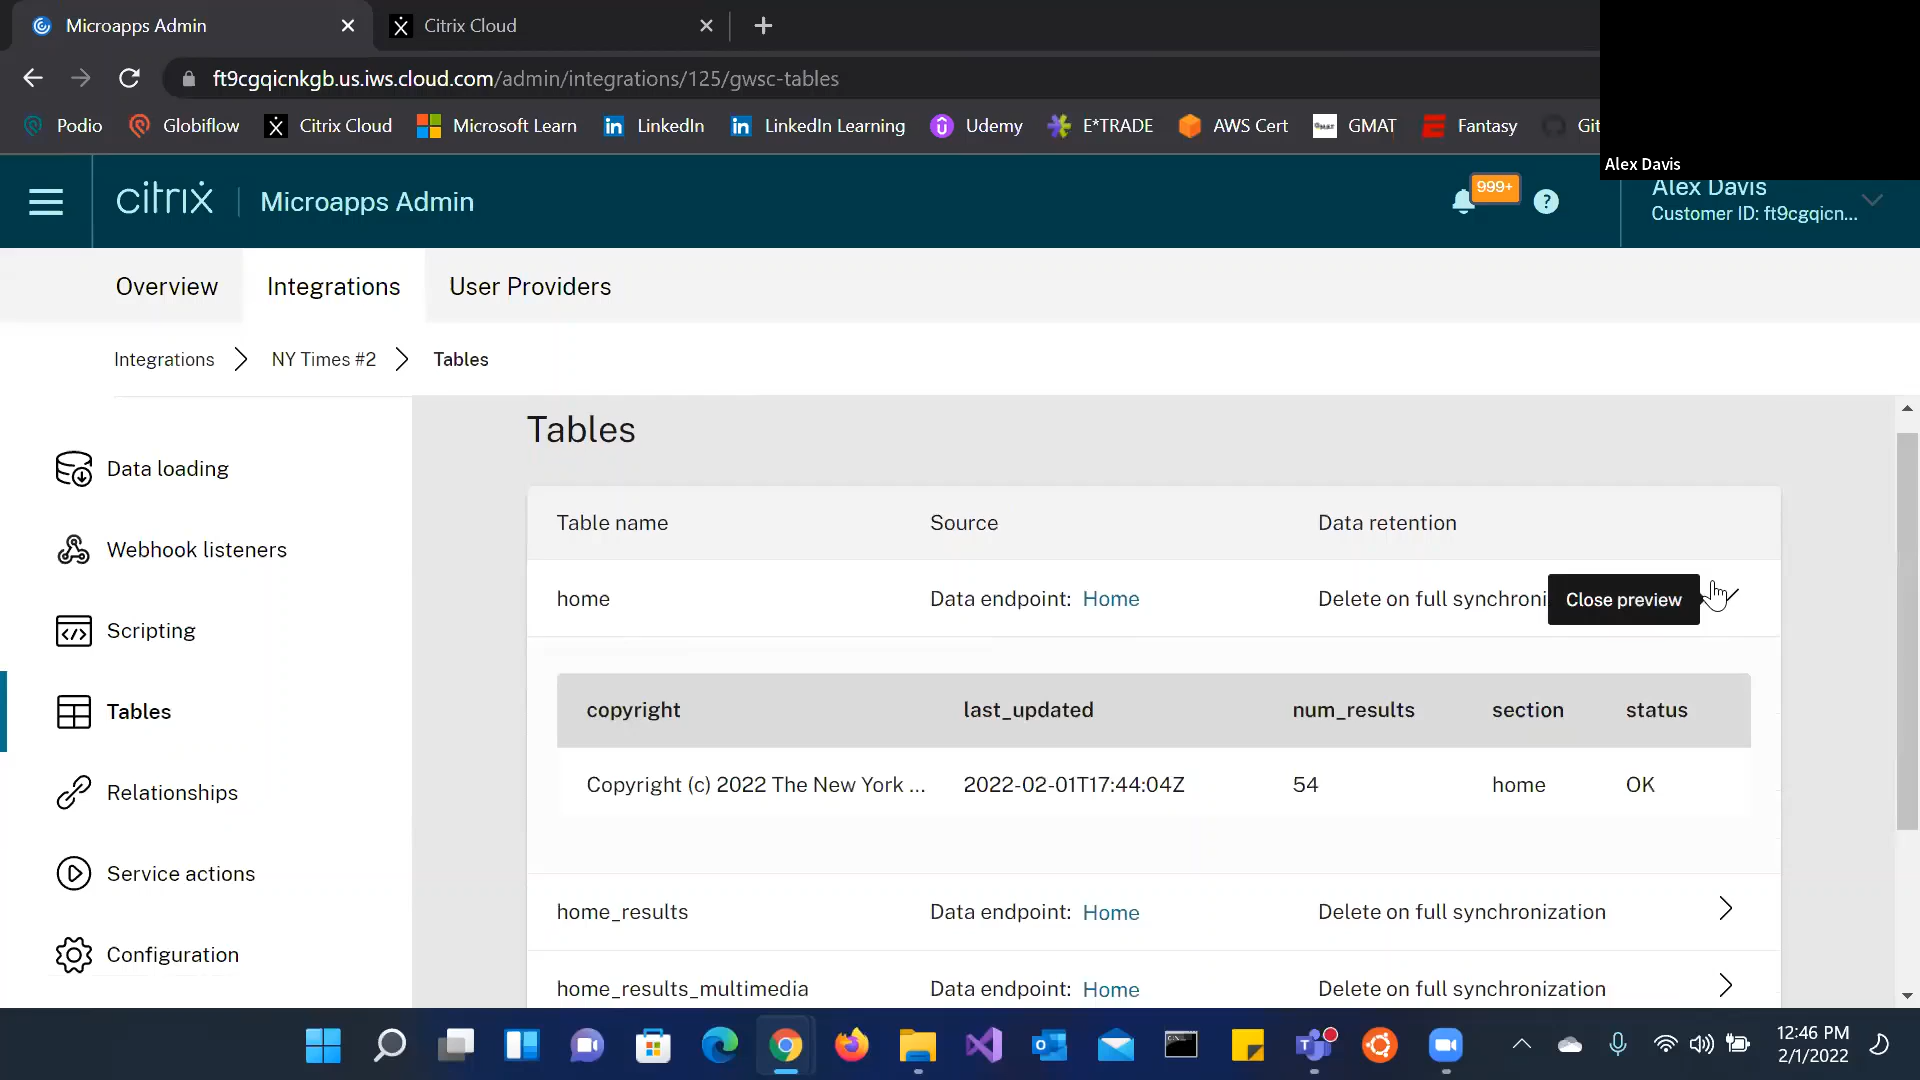 Microapps Admin
Citrix Cloud
ft9cgqicnkgb.us.iws.cloud.com/admin/integrations/125/gwsc-tables
Podio Globiflow Citrix Cloud Microsoft Learn LinkedIn LinkedIn Learning Udemy E*TRADE AWS Cert GMAT Fantasy Git
Alex Davis
citrix Microapps Admin
999+
?
Alex Davis
Customer ID: ft9cgqicn...
Overview Integrations User Providers
Integrations NY Times #2 Tables
Data loading
Webhook listeners
Scripting
Tables
Relationships
Service actions
Configuration
Tables
Table name Source Data retention
home Data endpoint: Home Delete on full synchroni
Close preview
copyright last_updated num_results section status
Copyright (c) 2022 The New York ... 2022-02-01T17:44:04Z 54 home OK
home_results Data endpoint: Home Delete on full synchronization
home_results_multimedia Data endpoint: Home Delete on full synchronization
12:46 PM
2/1/2022